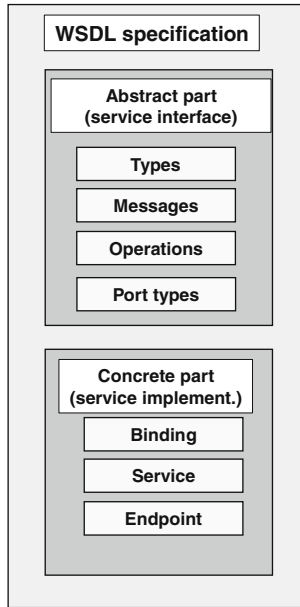 WSDL specification
Abstract part
(service interface)
Types
Messages
Operations
Port types
Concrete part
(service implement.)
Binding
Service
Endpoint